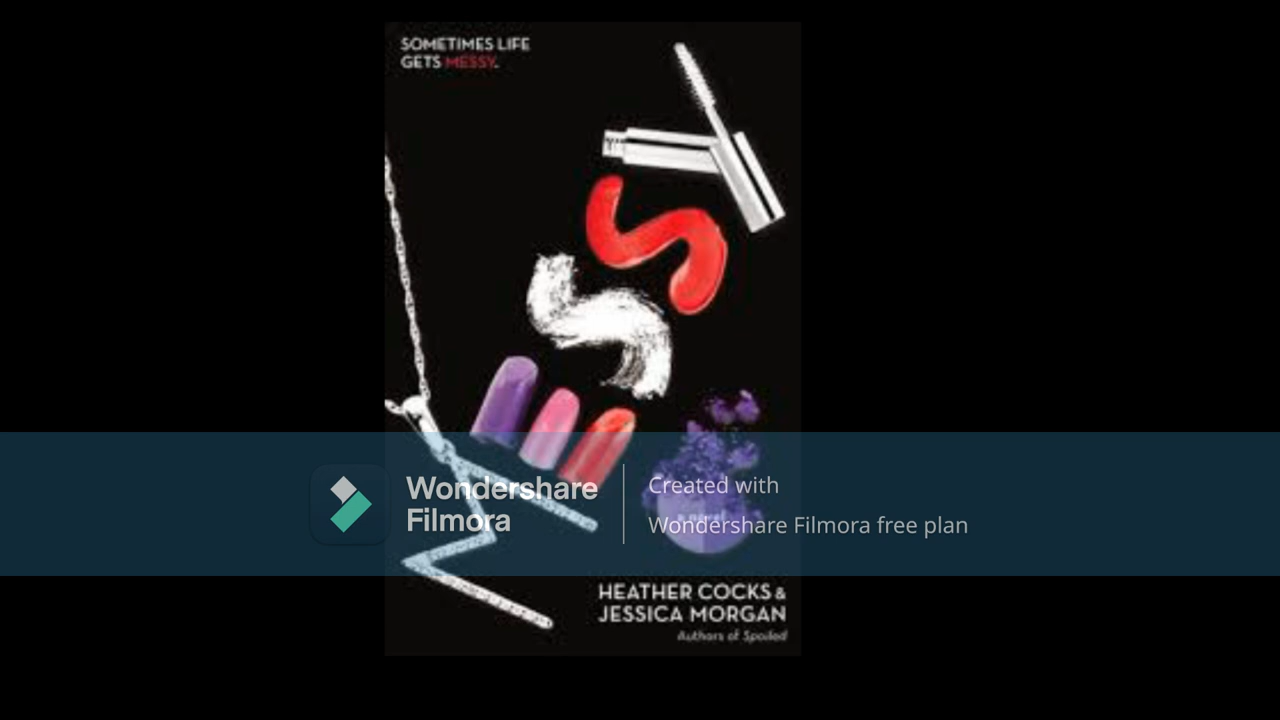 SOMETIMES LIFE
GETS MESSY.
MESSY
Wondershare
Filmora
Created with
Wondershare Filmora free plan
HEATHER COCKS &
JESSICA MORGAN
Authors of Spoiled